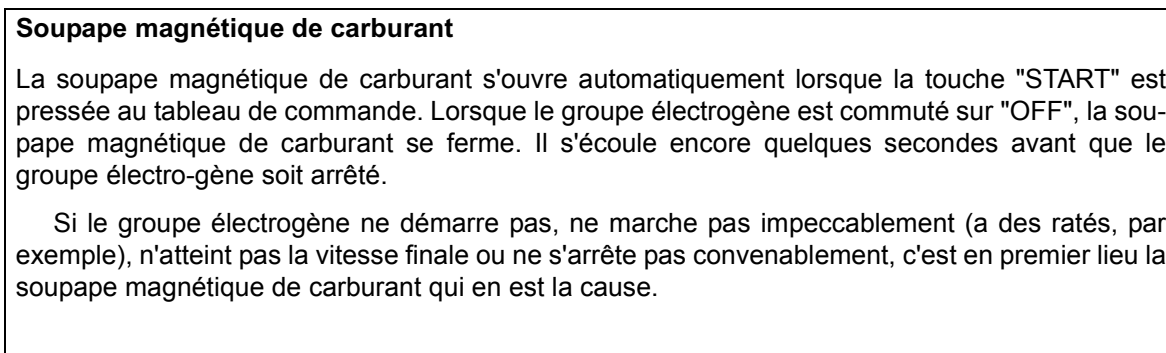 Soupape magnétique de carburant
La soupape magnétique de carburant s'ouvre automatiquement lorsque la touche "START" est
pressée au tableau de commande. Lorsque le groupe électrogène est commuté sur "OFF", la sou-
pape magnétique de carburant se ferme. Il s'écoule encore quelques secondes avant que le
groupe électro-gène soit arrêté.
Si le groupe électrogène ne démarre pas, ne marche pas impeccablement (a des ratés, par
exemple), n'atteint pas la vitesse finale ou ne s'arrête pas convenablement, c'est en premier lieu la
soupape magnétique de carburant qui en est la cause.